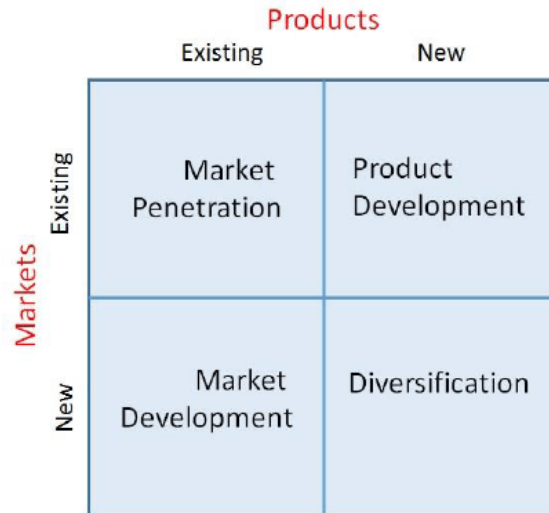 Products
Existing New
Markets
Existing
Market
Penetration
Product
Development
New
Market
Development
Diversification